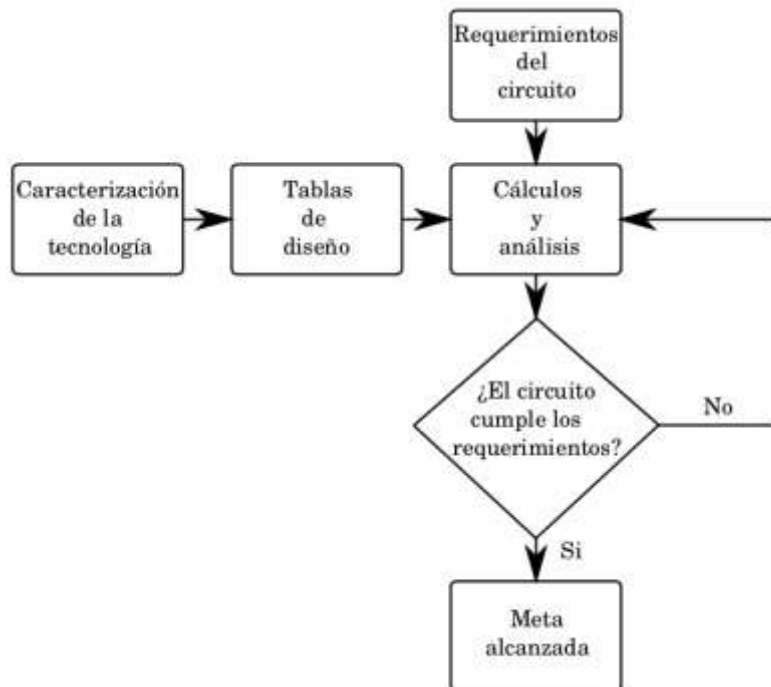 Requerimientos
del
circuito
Caracterización
de la
tecnología
Tablas
de
diseño
Cálculos
y
análisis
¿El circuito
cumple los
requerimientos?
No
Si
Meta
alcanzada